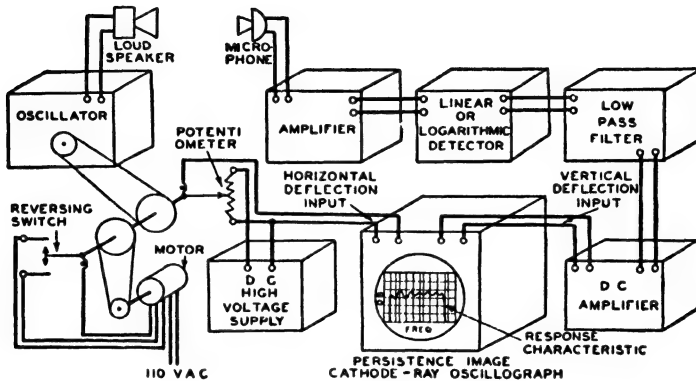 LOUD
SPEAKER
MICRO-
PHONE
OSCILLATOR
POTENTI
OMETER
AMPLIFIER
LINEAR
OR
LOGARITHMIC
DETECTOR
LOW
PASS
FILTER
HORIZONTAL
DEFLECTION
INPUT
VERTICAL
DEFLECTION
INPUT
REVERSING
SWITCH
MOTOR
D C
HIGH
VOLTAGE
SUPPLY
D C
AMPLIFIER
FREQ
RESPONSE
CHARACTERISTIC
110 V A C
PERSISTENCE IMAGE
CATHODE-RAY OSCILLOGRAPH